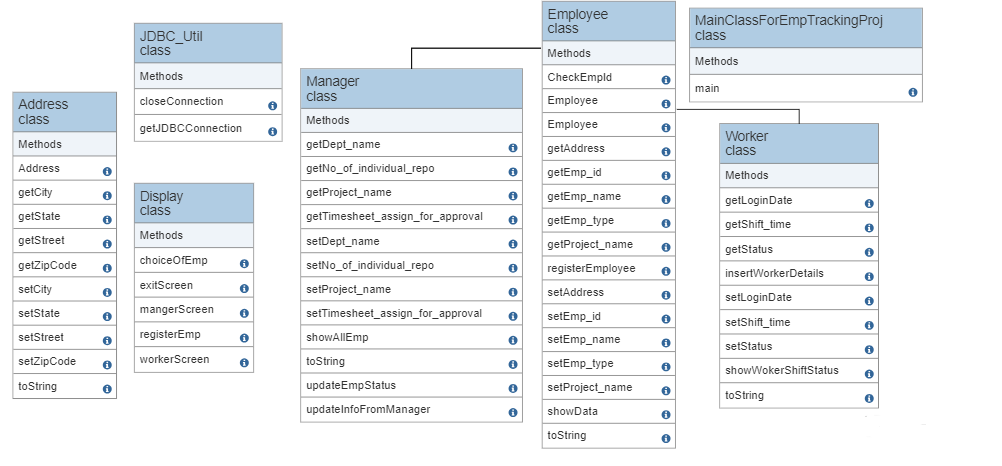 Address
class
Methods
Address
getCity
getState
getStreet
getZipCode
setCity
setState
setStreet
setZipCode
toString
JDBC_Util
class
Methods
closeConnection
getJDBCConnection
Display
class
Methods
choiceOfEmp
exitScreen
mangerScreen
registerEmp
workerScreen
Manager
class
Methods
getDept_name
getNo_of_individual_repo
getProject_name
getTimesheet_assign_for_approval
setDept_name
setNo_of_individual_repo
setProject_name
setTimesheet_assign_for_approval
showAllEmp
toString
updateEmpStatus
updateInfoFromManager
Employee
class
Methods
CheckEmpId
Employee
Employee
getAddress
getEmp_id
getEmp_name
getEmp_type
getProject_name
registerEmployee
setAddress
setEmp_id
setEmp_name
setEmp_type
setProject_name
showData
toString
MainClassForEmpTrackingProj
class
Methods
main
Worker
class
Methods
getLoginDate
getShift_time
getStatus
insertWorkerDetails
setLoginDate
setShift_time
setStatus
showWokerShiftStatus
toString